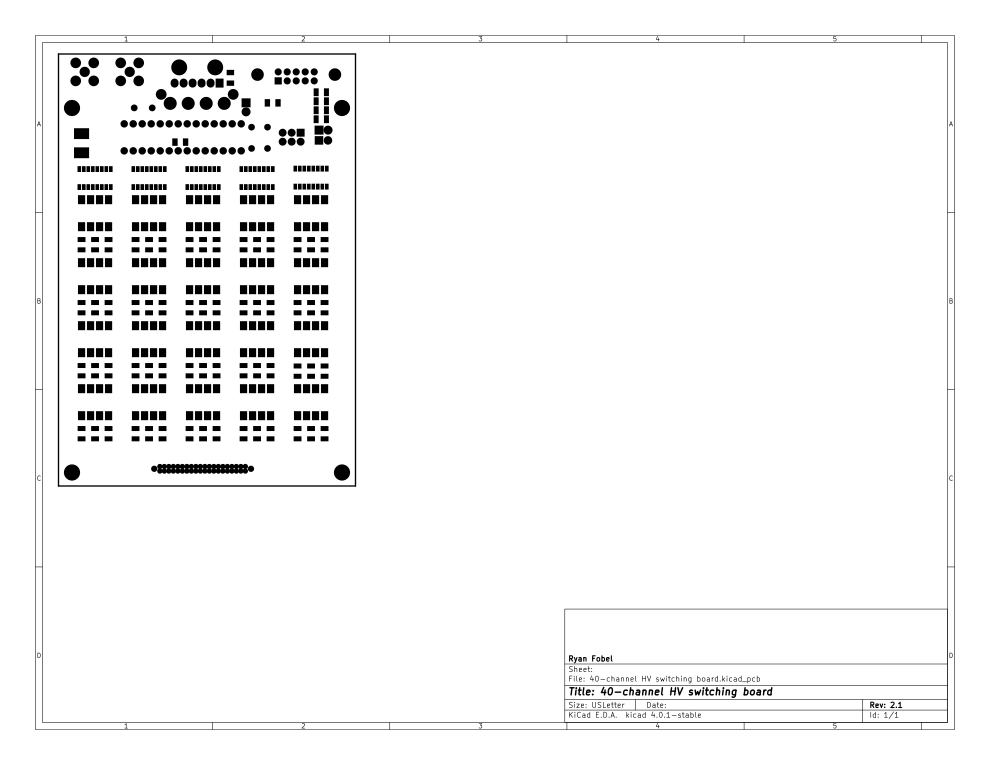 1 2 3 4 5
A A
B B
C C
D D
Ryan Fobel
Sheet:
File: 40-channel HV switching board.kicad_pcb
Title: 40-channel HV switching board
Size: USLetter Date: Rev: 2.1
KiCad E.D.A. kicad 4.0.1-stable Id: 1/1
1 2 3 4 5